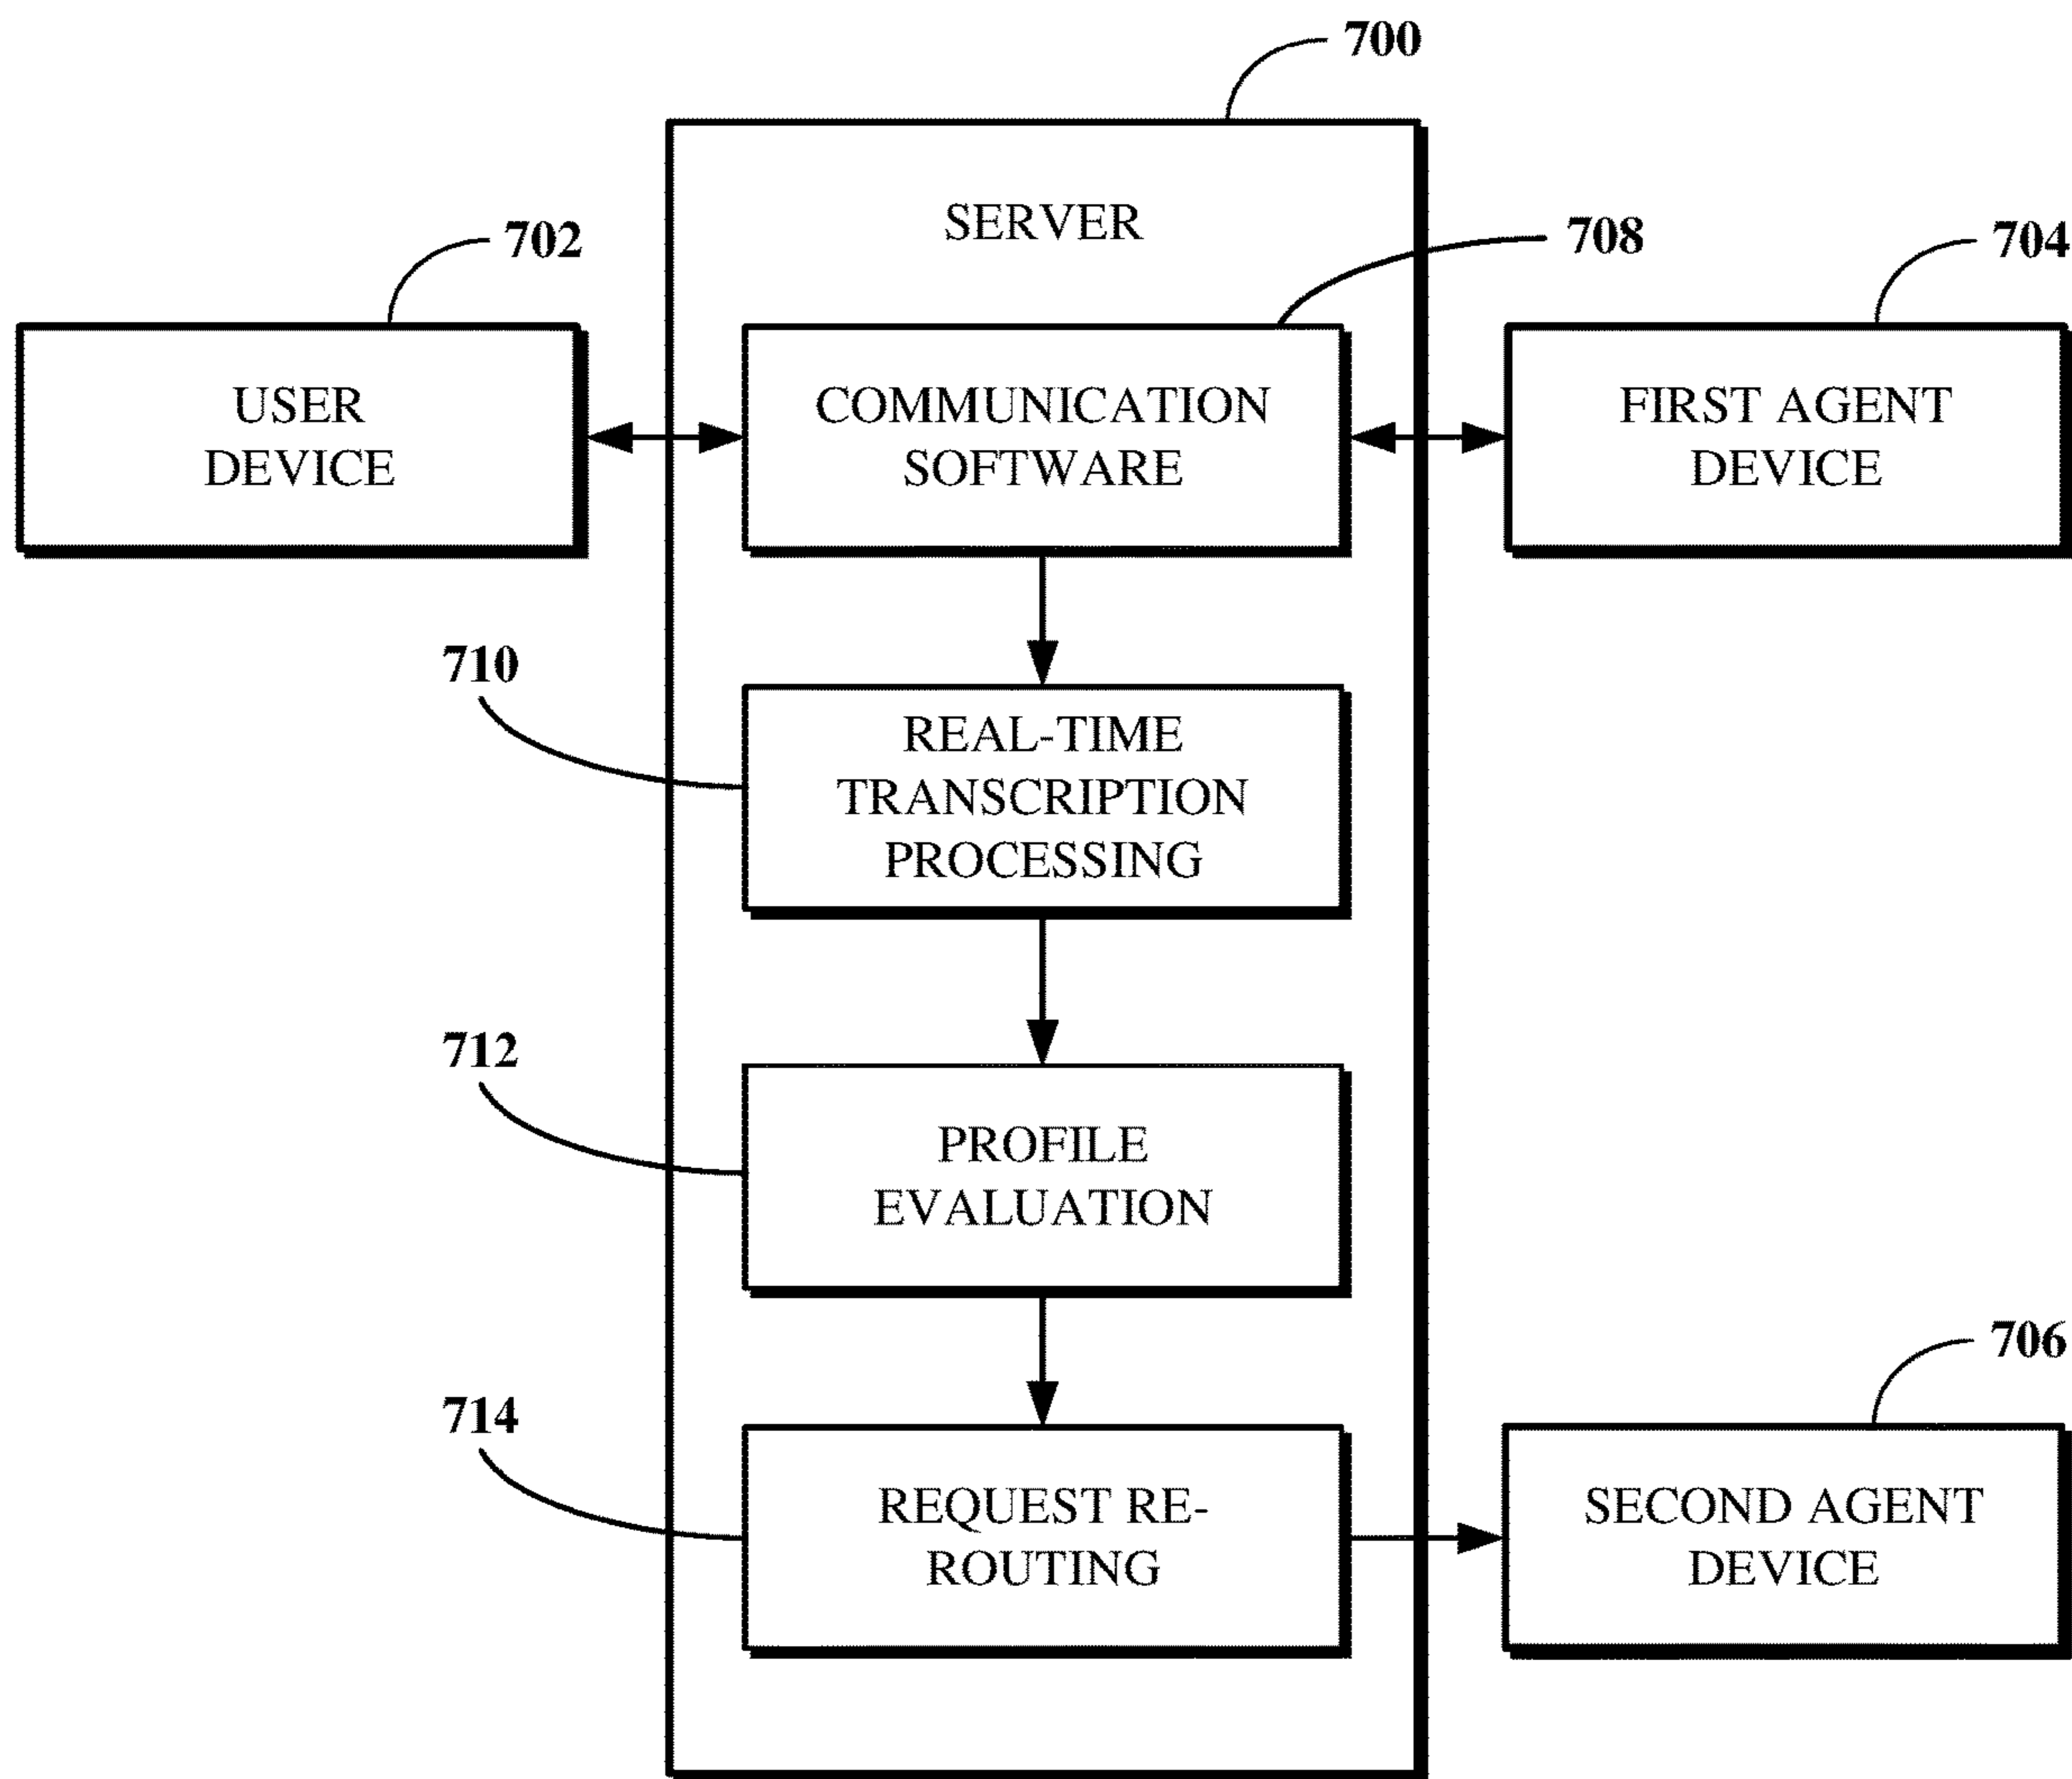 700
SERVER
702
708
704
USER
DEVICE
COMMUNICATION
SOFTWARE
FIRST AGENT
DEVICE
710
REAL-TIME
TRANSCRIPTION
PROCESSING
712
PROFILE
EVALUATION
706
714
REQUEST RE-
ROUTING
SECOND AGENT
DEVICE